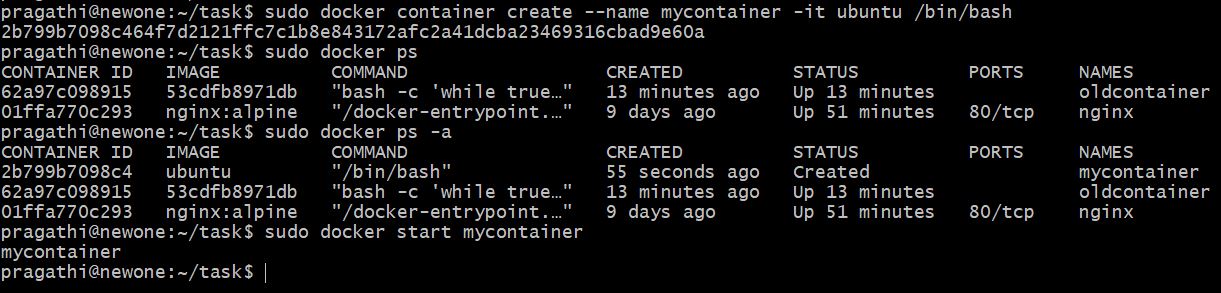 pragathi@newone:~/task$ sudo docker container create --name mycontainer -it ubuntu /bin/bash
2b799b7098c464f7d2121ffc7c1b8e843172afc2a41dcba23469316cbad9e60a
pragathi@newone:~/task$ sudo docker ps
CONTAINER ID   IMAGE          COMMAND                  CREATED          STATUS          PORTS     NAMES
62a97c098915   53cdfb8971db   "bash -c 'while true…"   13 minutes ago   Up 13 minutes             oldcontainer
01ffa770c293   nginx:alpine   "/docker-entrypoint.…"   9 days ago       Up 51 minutes   80/tcp    nginx
pragathi@newone:~/task$ sudo docker ps -a
CONTAINER ID   IMAGE          COMMAND                  CREATED          STATUS          PORTS     NAMES
2b799b7098c4   ubuntu         "/bin/bash"              55 seconds ago   Created                   mycontainer
62a97c098915   53cdfb8971db   "bash -c 'while true…"   13 minutes ago   Up 13 minutes             oldcontainer
01ffa770c293   nginx:alpine   "/docker-entrypoint.…"   9 days ago       Up 51 minutes   80/tcp    nginx
pragathi@newone:~/task$ sudo docker start mycontainer
mycontainer
pragathi@newone:~/task$